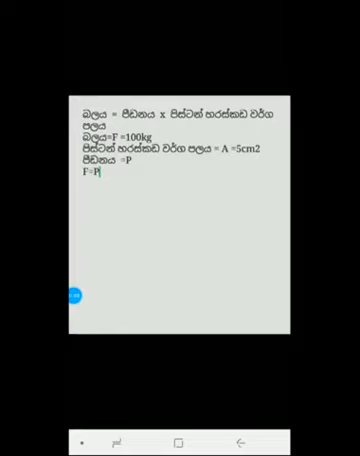 බලය = පීඩනය x පිස්ටන් හරස්කඩ වර්ග
පලය
බලය=F =100kg
පිස්ටන් හරස්කඩ වර්ග පලය = A =5cm2
පීඩනය =P
F=P